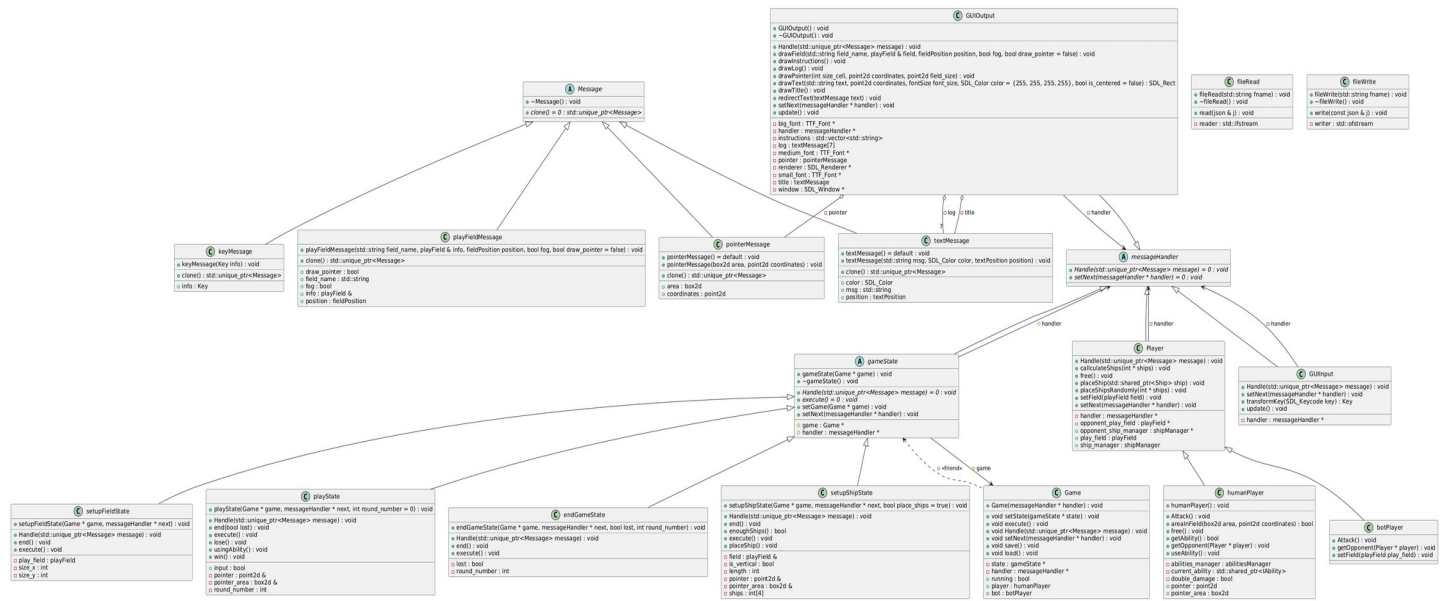 C GUIOutput
GUIOutput() : void
~GUIOutput() : void
Handle(std::unique_ptr<Message> message) : void
drawField(std::string field_name, playField & field, fieldPosition position, bool fog, bool draw_pointer = false) : void
drawInstructions() : void
drawLog() : void
drawPointer(int size_cell, point2d coordinates, point2d field_size) : void
drawText(std::string text, point2d coordinates, fontSize font_size, SDL_Color color = {255, 255, 255, 255}, bool is_centered = false) : SDL_Rect
drawTitle() : void
redirectText(textMessage text) : void
setNext(messageHandler * handler) : void
update() : void
big_font : TTF_Font *
handler : messageHandler *
instructions : std::vector<std::string>
log : textMessage[7]
medium_font : TTF_Font *
pointer : pointerMessage
renderer : SDL_Renderer *
small_font : TTF_Font *
title : textMessage
window : SDL_Window *
C fileRead
fileRead(std::string fname) : void
~fileRead() : void
read(json & j) : void
reader : std::ifstream
C fileWrite
fileWrite(std::string fname) : void
~fileWrite() : void
write(const json & j) : void
writer : std::ofstream
A Message
~Message() : void
clone() = 0 : std::unique_ptr<Message>
pointer
log
title
handler
7
C keyMessage
keyMessage(Key info) : void
clone() : std::unique_ptr<Message>
info : Key
C playFieldMessage
playFieldMessage(std::string field_name, playField & info, fieldPosition position, bool fog, bool draw_pointer = false) : void
clone() : std::unique_ptr<Message>
draw_pointer : bool
field_name : std::string
fog : bool
info : playField &
position : fieldPosition
C pointerMessage
pointerMessage() = default : void
pointerMessage(box2d area, point2d coordinates) : void
clone() : std::unique_ptr<Message>
area : box2d
coordinates : point2d
C textMessage
textMessage() = default : void
textMessage(std::string msg, SDL_Color color, textPosition position) : void
clone() : std::unique_ptr<Message>
color : SDL_Color
msg : std::string
position : textPosition
A messageHandler
Handle(std::unique_ptr<Message> message) = 0 : void
setNext(messageHandler * handler) = 0 : void
handler
handler
handler
A gameState
gameState(Game * game) : void
~gameState() : void
Handle(std::unique_ptr<Message> message) = 0 : void
execute() = 0 : void
setGame(Game * game) : void
setNext(messageHandler * handler) : void
game : Game *
handler : messageHandler *
C Player
Handle(std::unique_ptr<Message> message) : void
callculateShips(int * ships) : void
free() : void
placeShip(std::shared_ptr<Ship> ship) : void
placeShipsRandomly(int * ships) : void
setField(playField field) : void
setNext(messageHandler * handler) : void
handler : messageHandler *
opponent_play_field : playField *
opponent_ship_manager : shipManager *
play_field : playField
ship_manager : shipManager
C GUInput
Handle(std::unique_ptr<Message> message) : void
setNext(messageHandler * handler) : void
transformKey(SDL_Keycode key) : Key
update() : void
handler : messageHandler *
<friend>
game
C setupFieldState
setupFieldState(Game * game, messageHandler * next) : void
Handle(std::unique_ptr<Message> message) : void
end() : void
execute() : void
play_field : playField
size_x : int
size_y : int
C playState
playState(Game * game, messageHandler * next, int round_number = 0) : void
Handle(std::unique_ptr<Message> message) : void
end(bool lost) : void
execute() : void
lose() : void
usingAbility() : void
win() : void
input : bool
pointer : point2d &
pointer_area : box2d &
round_number : int
C endGameState
endGameState(Game * game, messageHandler * next, bool lost, int round_number) : void
Handle(std::unique_ptr<Message> message) : void
end() : void
execute() : void
lost : bool
round_number : int
C setupShipState
setupShipState(Game * game, messageHandler * next, bool place_ships = true) : void
Handle(std::unique_ptr<Message> message) : void
end() : void
enoughShips() : bool
execute() : void
placeShip() : void
field : playField &
is_vertical : bool
length : int
pointer : point2d &
pointer_area : box2d &
ships : int[4]
C Game
Game(messageHandler * handler) : void
void setState(gameState * state) : void
void execute() : void
void Handle(std::unique_ptr<Message> message) : void
void setNext(messageHandler * handler) : void
void save() : void
void load() : void
state : gameState *
handler : messageHandler *
running : bool
player : humanPlayer
bot : botPlayer
C humanPlayer
humanPlayer() : void
Attack() : void
areaInField(box2d area, point2d coordinates) : bool
free() : void
getAbility() : bool
getOpponent(Player * player) : void
useAbility() : void
abilities_manager : abilitiesManager
current_ability : std::shared_ptr<IAbility>
double_damage : bool
pointer : point2d
pointer_area : box2d
C botPlayer
Attack() : void
getOpponent(Player * player) : void
setField(playField play_field) : void